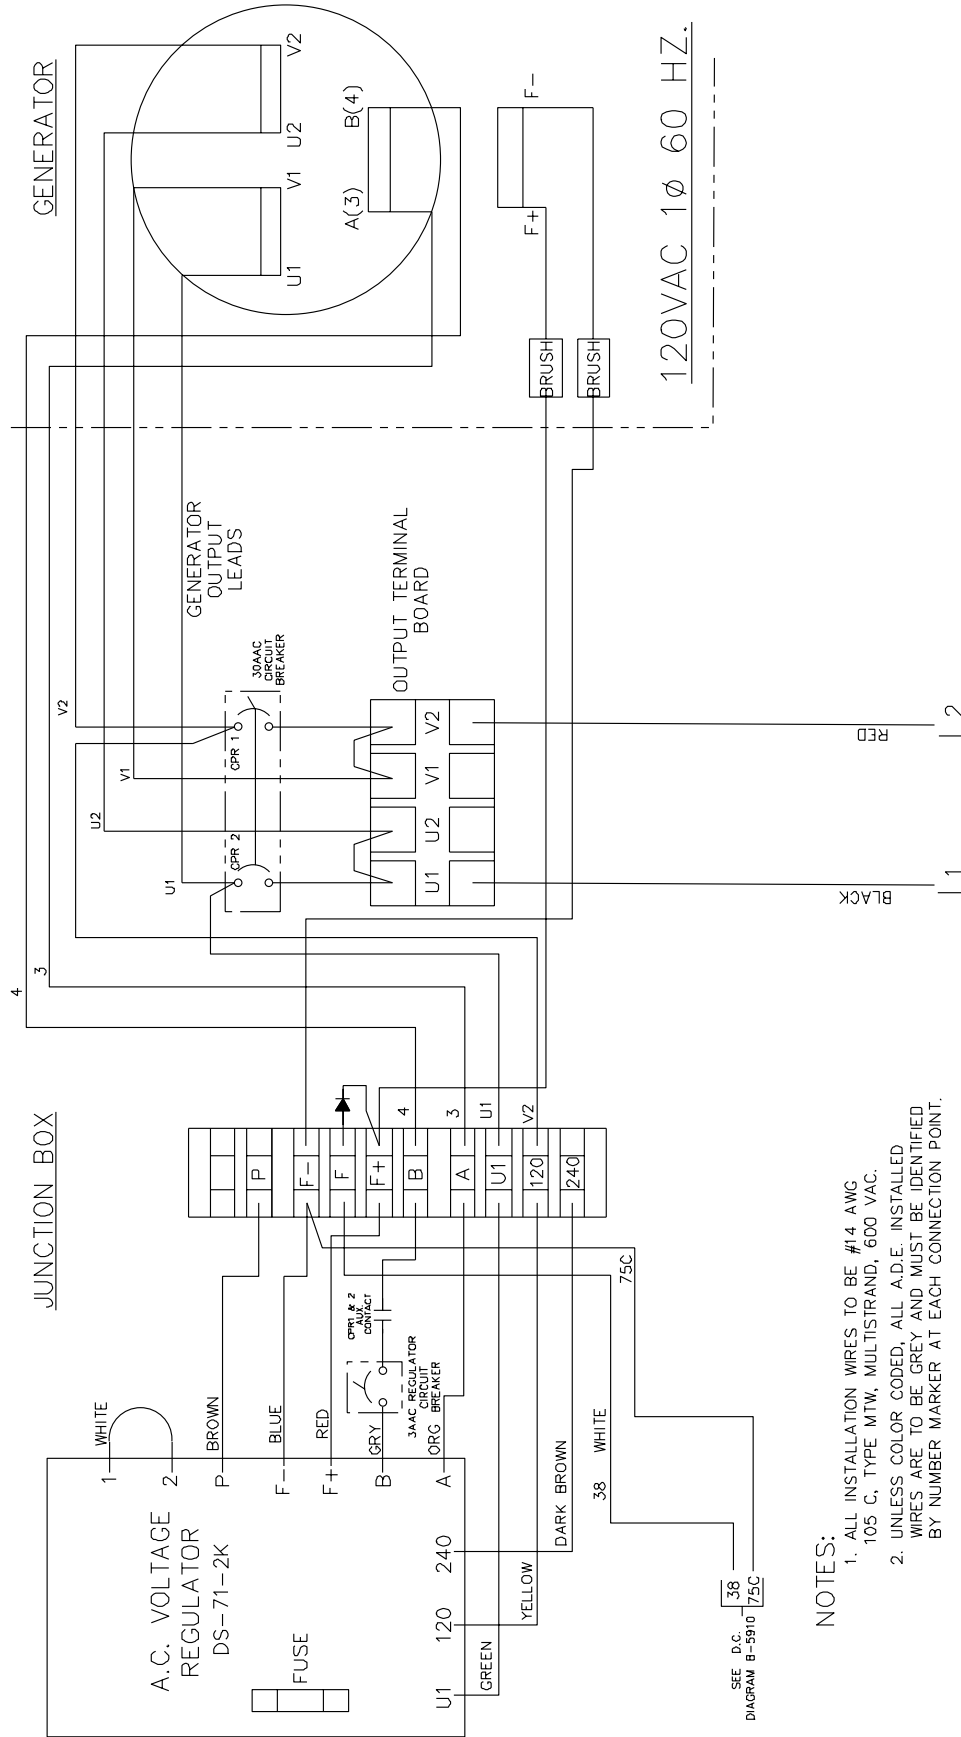 GENERATOR
U1
V1
U2
V2
A(3)
B(4)
F+
F-
BRUSH
BRUSH
120VAC 1Ø 60 HZ.
GENERATOR
OUTPUT
LEADS
V2
V1
U2
U1
CPR 1
CPR 2
30AAC
CIRCUIT
BREAKER
OUTPUT TERMINAL
BOARD
U1
U2
V1
V2
BLACK
RED
L1
L2
4
3
JUNCTION BOX
P
F-
F
F+
B
A
U1
120
240
4
3
U1
V2
WHITE
BROWN
BLUE
RED
GRY
ORG
CPR1 & 2
AUX.
CONTACT
3AAC REGULATOR
CIRCUIT
BREAKER
1
2
P
F-
F+
B
A
A.C. VOLTAGE
REGULATOR
DS-71-2K
FUSE
U1
120
240
GREEN
YELLOW
DARK BROWN
38 WHITE
75C
38
75C
SEE D.C.
DIAGRAM B-5910
NOTES:
1. ALL INSTALLATION WIRES TO BE #14 AWG
105 C, TYPE MTW, MULTISTRAND, 600 VAC.
2. UNLESS COLOR CODED, ALL A.D.E. INSTALLED
WIRES ARE TO BE GREY AND MUST BE IDENTIFIED
BY NUMBER MARKER AT EACH CONNECTION POINT.